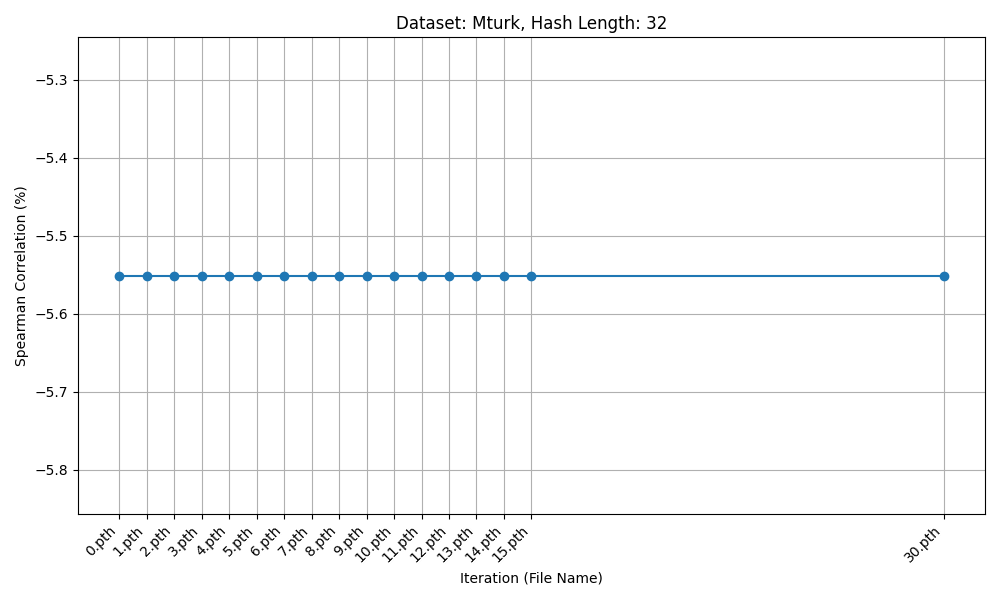 Dataset: Mturk, Hash Length: 32
Spearman Correlation (%)
−5.3
−5.4
−5.5
−5.6
−5.7
−5.8
0.pth
1.pth
2.pth
3.pth
4.pth
5.pth
6.pth
7.pth
8.pth
9.pth
10.pth
11.pth
12.pth
13.pth
14.pth
15.pth
30.pth
Iteration (File Name)